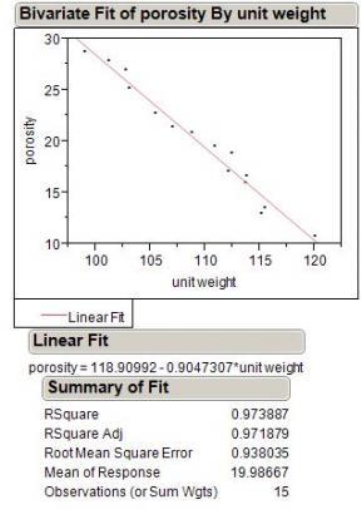 Bivariate Fit of porosity By unit weight
30
25
20
15
10
porosity
100 105 110 115 120
unit weight
Linear Fit
Linear Fit
porosity = 118.90992 - 0.9047307*unit weight
Summary of Fit
RSquare 0.973887
RSquare Adj 0.971879
Root Mean Square Error 0.938035
Mean of Response 19.98667
Observations (or Sum Wgts) 15